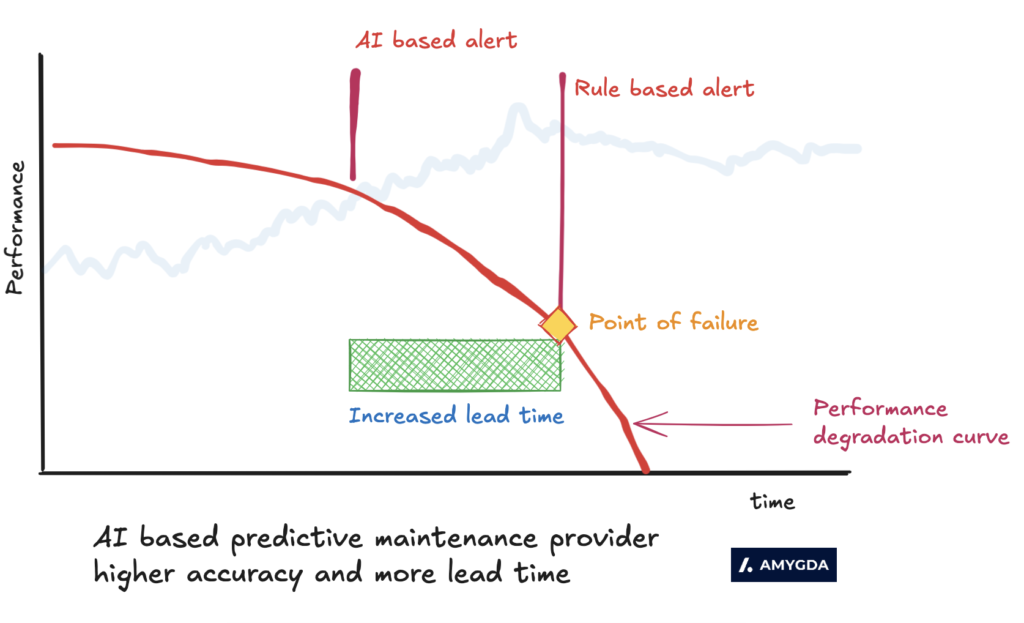 AI based alert
Rule based alert
Performance
Point of failure
Increased lead time
Performance
degradation curve
time
AI based predictive maintenance provider
higher accuracy and more lead time
AMYGDA